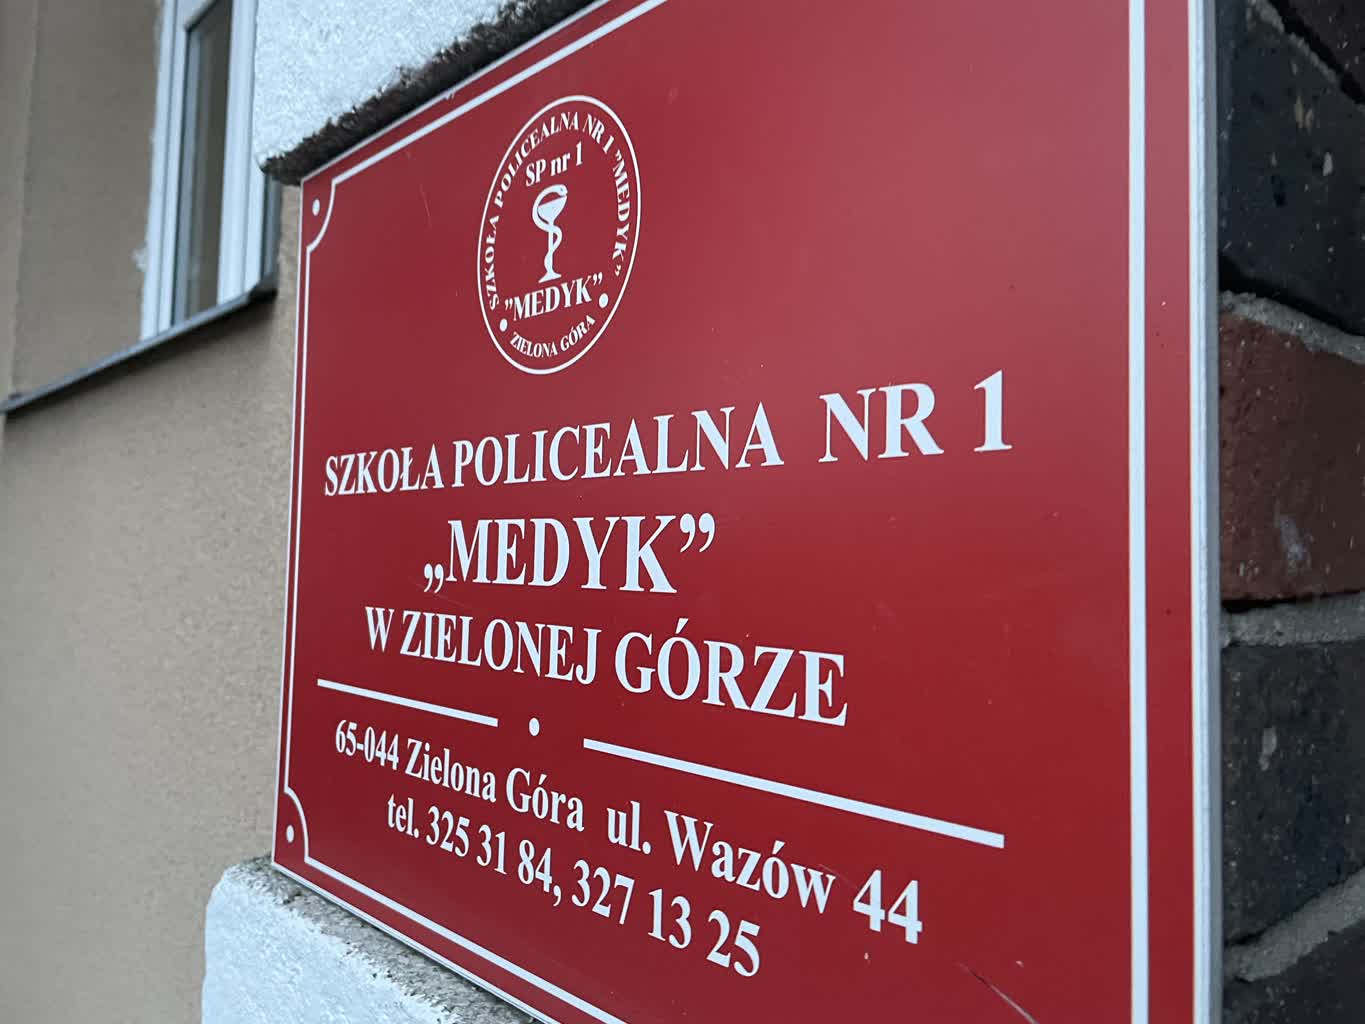 SZKOŁA POLICEALNA NR 1 "MEDYK"
SP nr 1
"MEDYK"
ZIELONA GÓRA
SZKOŁA POLICEALNA NR 1
„MEDYK”
W ZIELONEJ GÓRZE
65-044 Zielona Góra ul. Wazów 44
tel. 325 31 84, 327 13 25